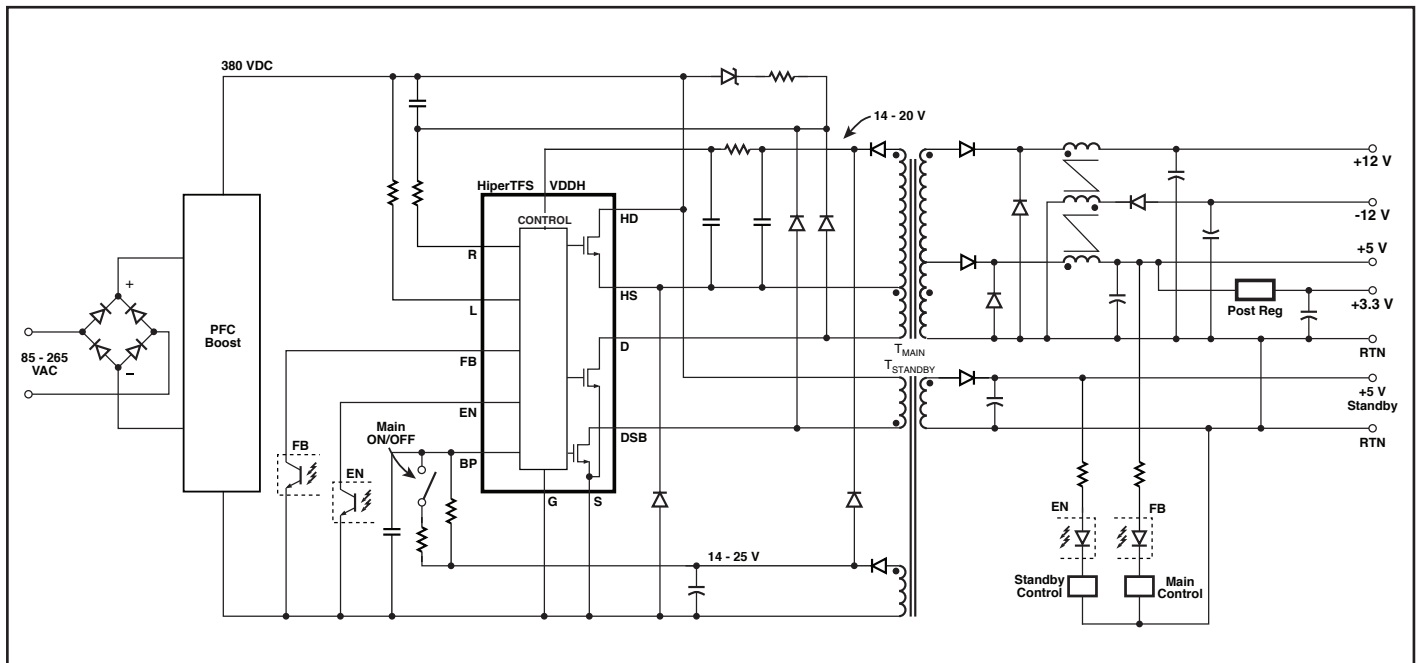 380 VDC
14 - 20 V
+12 V
HiperTFS VDDH
CONTROL
HD
-12 V
R
+5 V
+
HS
L
+3.3 V
Post Reg
PFC
Boost
D
85 - 265
VAC
FB
TMAIN
RTN
–
TSTANDBY
EN
+5 V
Standby
Main
ON/OFF
DSB
RTN
FB
BP
EN
G
S
EN
FB
14 - 25 V
Standby
Control
Main
Control